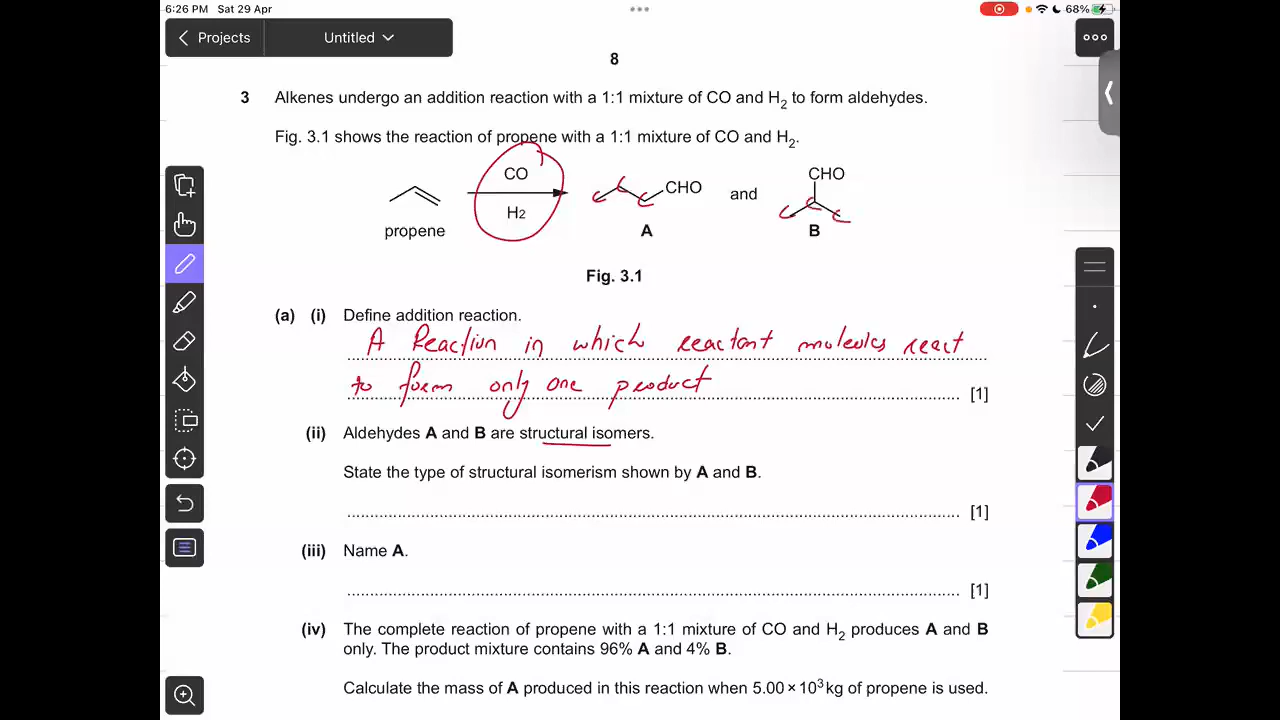 6:26 PM Sat 29 Apr
68%
Projects
Untitled
8
3 Alkenes undergo an addition reaction with a 1:1 mixture of CO and H2 to form aldehydes.
Fig. 3.1 shows the reaction of propene with a 1:1 mixture of CO and H2.
CO
H2
CHO
and
CHO
propene
A
B
c c c
c c c
Fig. 3.1
(a) (i) Define addition reaction.
A Reaction in which reactant molecules react
to form only one product [1]
(ii) Aldehydes A and B are structural isomers.
State the type of structural isomerism shown by A and B.
[1]
(iii) Name A.
[1]
(iv) The complete reaction of propene with a 1:1 mixture of CO and H2 produces A and B
only. The product mixture contains 96% A and 4% B.
Calculate the mass of A produced in this reaction when 5.00 × 10³ kg of propene is used.